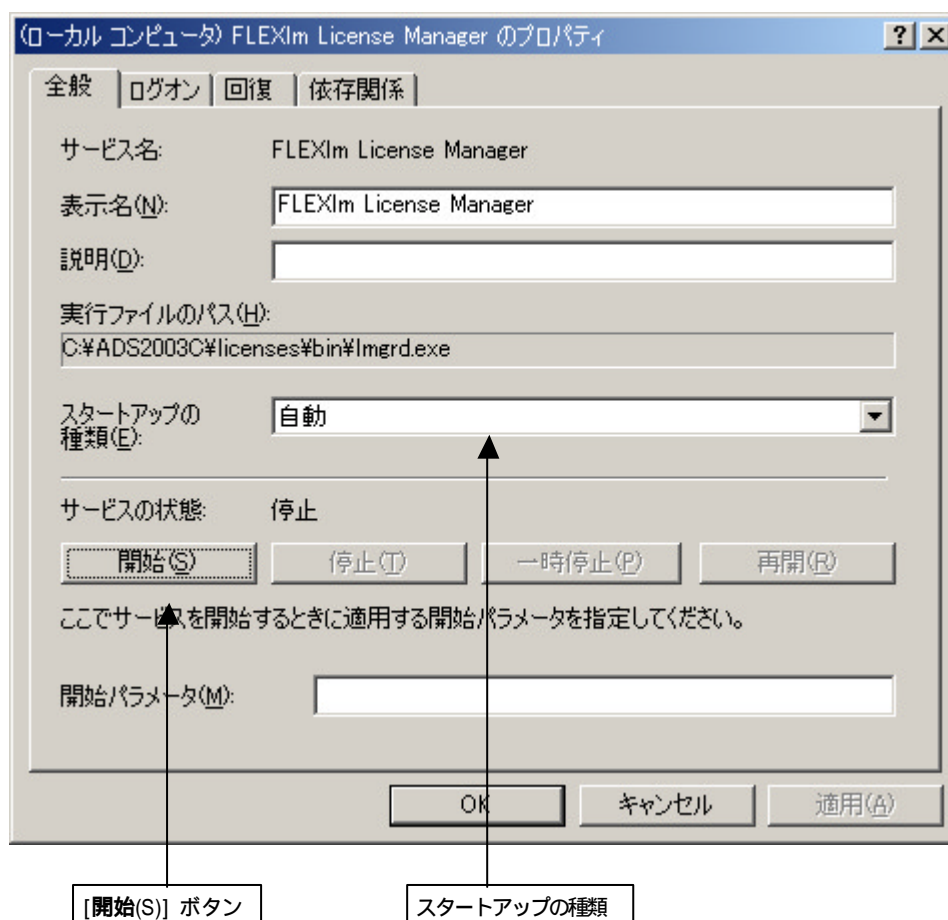 (ローカル コンピュータ) FLEXlm License Manager のプロパティ
全般 ログオン 回復 依存関係
サービス名: FLEXlm License Manager
表示名(N): FLEXlm License Manager
説明(D):
実行ファイルのパス(H):
C:¥ADS2003C¥licenses¥bin¥lmgrd.exe
スタートアップの
種類(E): 自動
サービスの状態: 停止
開始(S) 停止(T) 一時停止(P) 再開(R)
ここでサービスを開始するときに適用する開始パラメータを指定してください。
開始パラメータ(M):
OK キャンセル 適用(A)
[開始(S)] ボタン スタートアップの種類